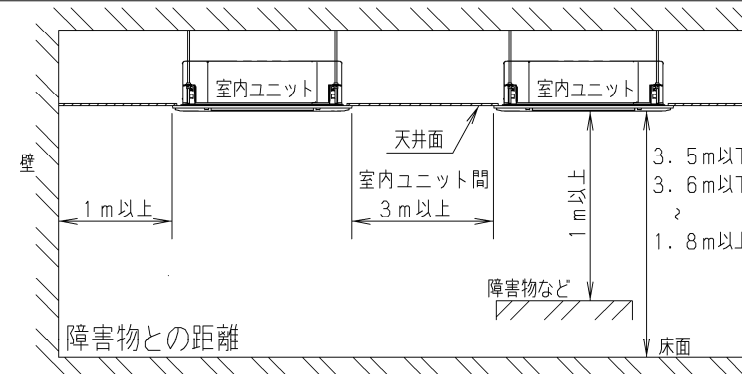 室内ユニット
室内ユニット
天井面
壁
室内ユニット間
1m以上
3m以上
1m以上
3.5m以下
3.6m以下
~
1.8m以上
障害物など
障害物との距離
床面